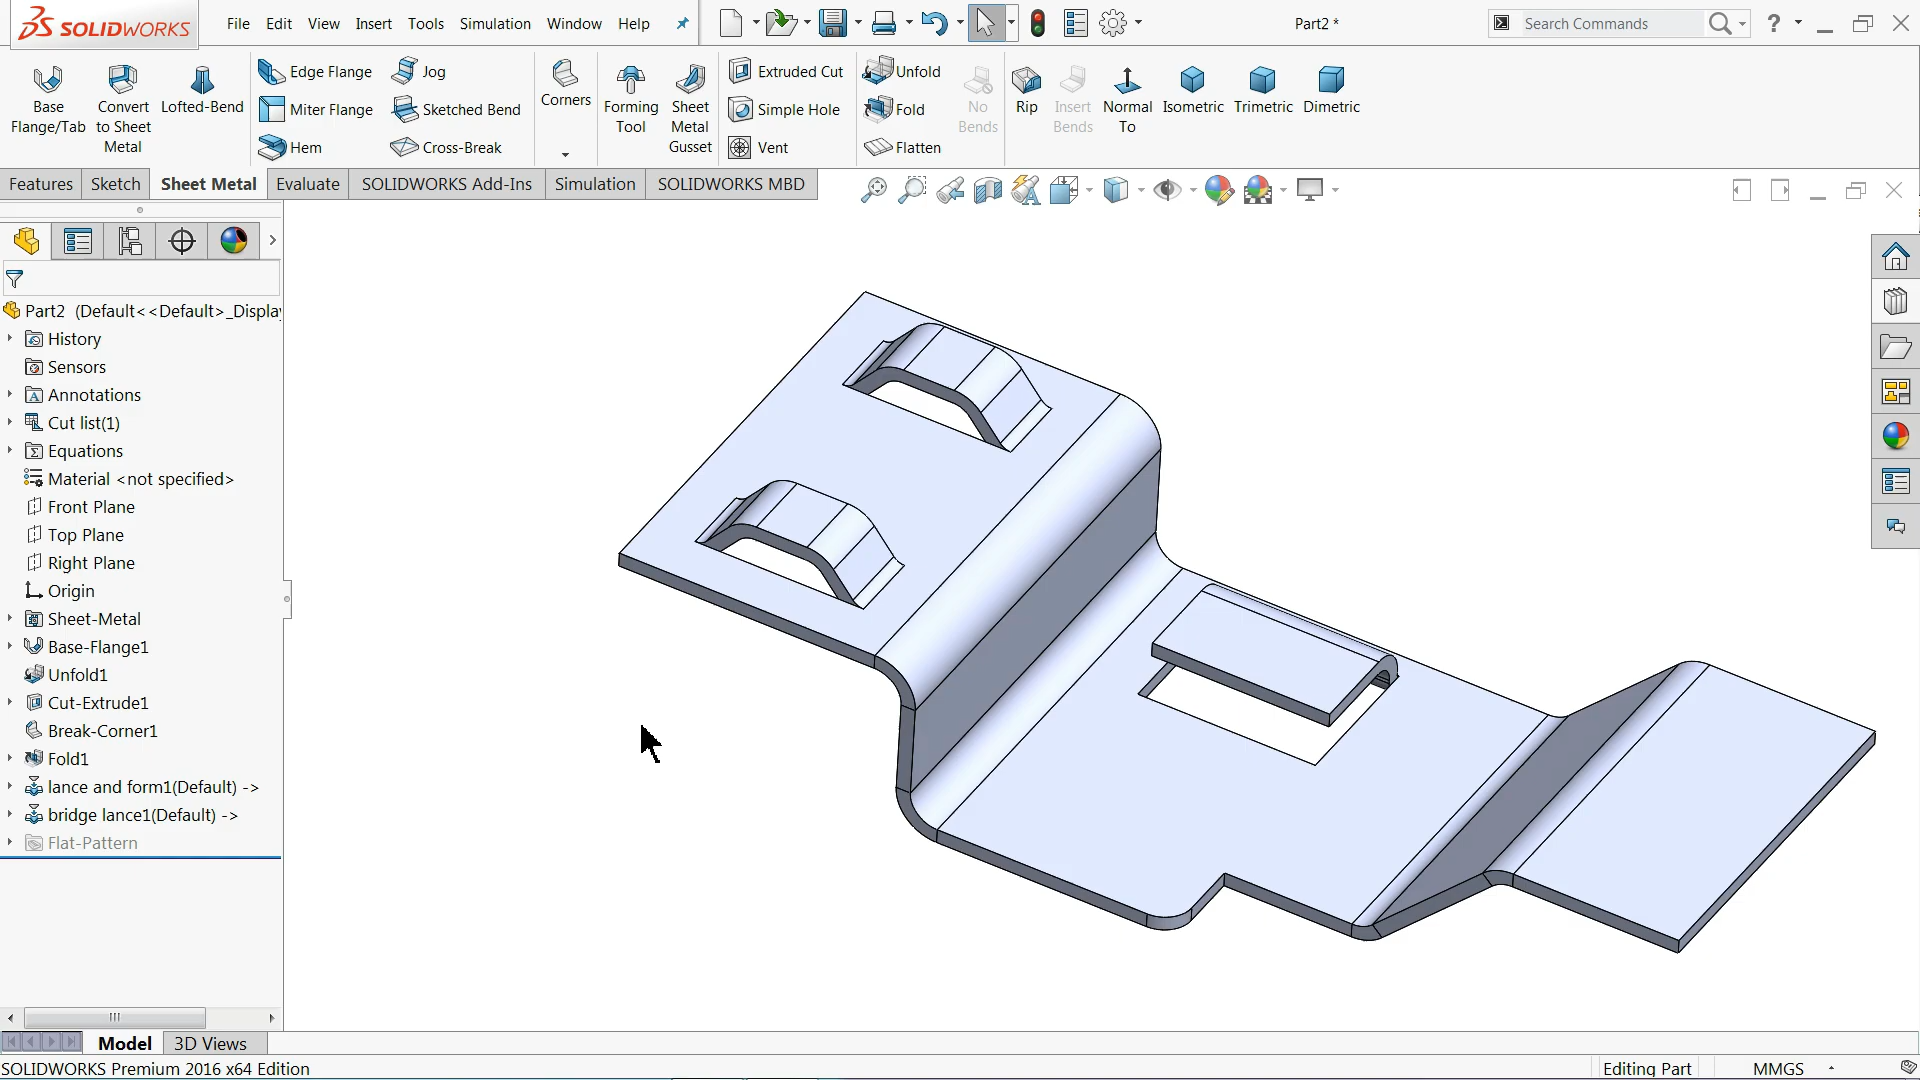 SOLIDWORKS File Edit View Insert Tools Simulation Window Help Part2 * Search Commands ?
Base Flange/Tab
Convert to Sheet Metal
Lofted-Bend
Edge Flange
Miter Flange
Hem
Jog
Sketched Bend
Cross-Break
Corners
Forming Tool
Sheet Metal Gusset
Extruded Cut
Simple Hole
Vent
Unfold
Fold
Flatten
No Bends
Rip
Insert Bends
Normal To
Isometric
Trimetric
Dimetric
Features Sketch Sheet Metal Evaluate SOLIDWORKS Add-Ins Simulation SOLIDWORKS MBD
Part2 (Default<<Default>_Displa
History
Sensors
Annotations
Cut list(1)
Equations
Material <not specified>
Front Plane
Top Plane
Right Plane
Origin
Sheet-Metal
Base-Flange1
Unfold1
Cut-Extrude1
Break-Corner1
Fold1
lance and form1(Default) ->
bridge lance1(Default) ->
Flat-Pattern
Model 3D Views
SOLIDWORKS Premium 2016 x64 Edition Editing Part MMGS